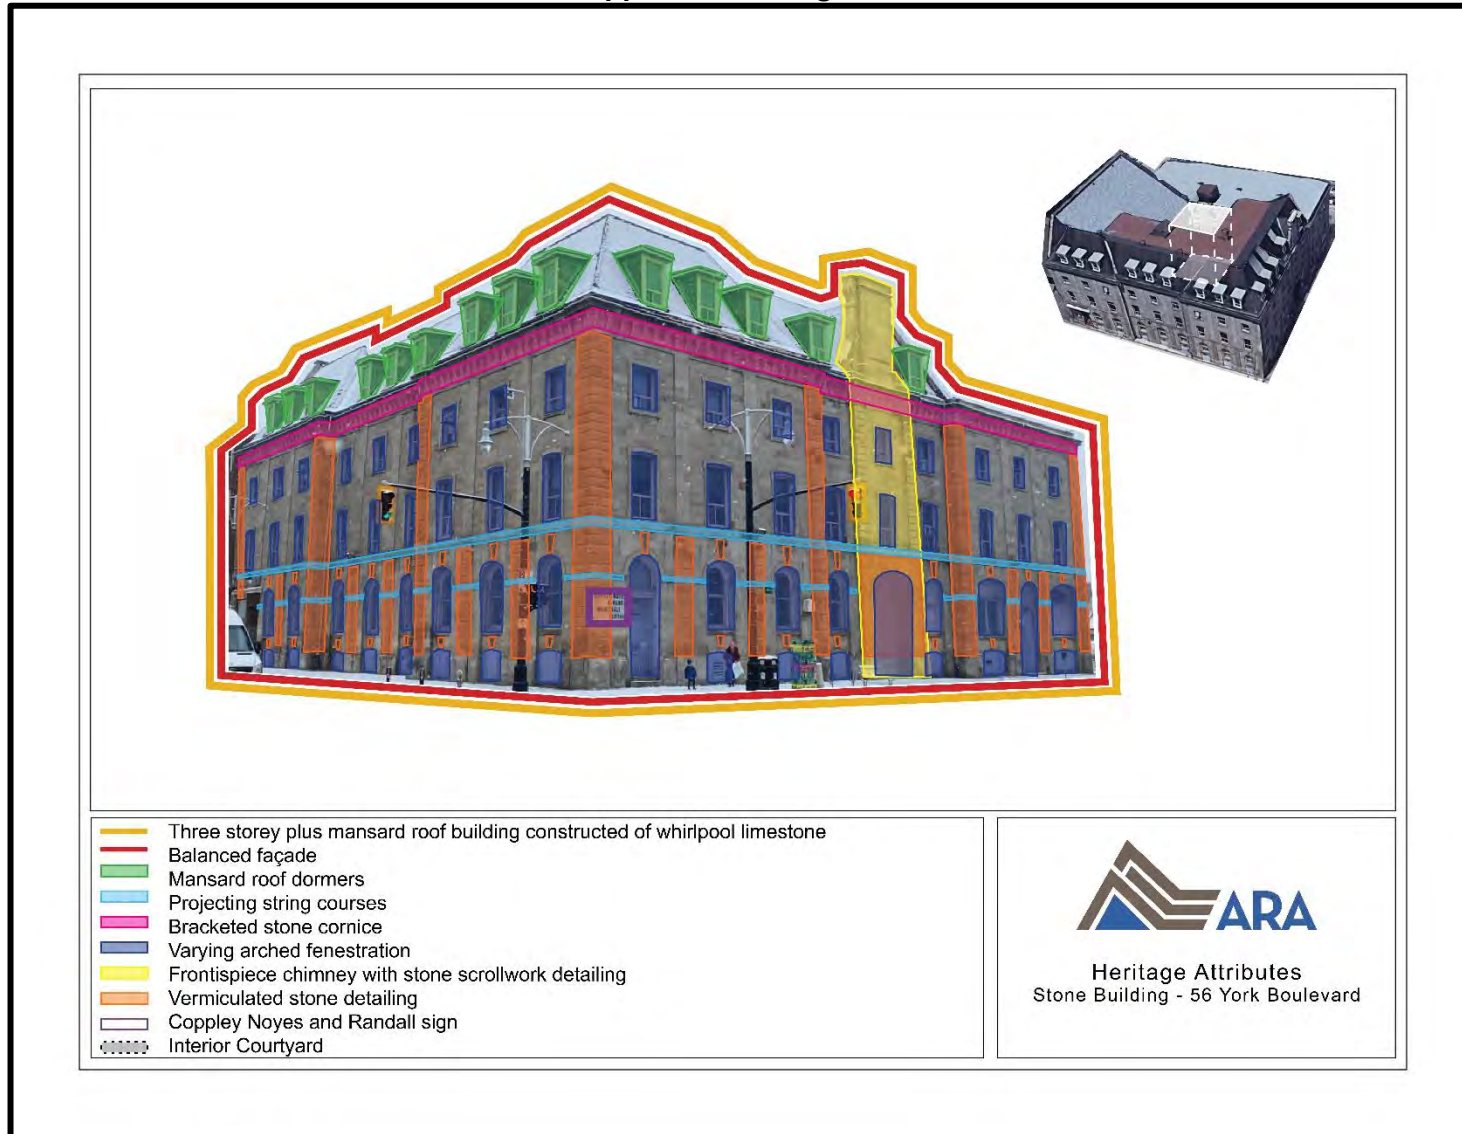 Three storey plus mansard roof building constructed of whirlpool limestone
Balanced façade
Mansard roof dormers
Projecting string courses
Bracketed stone cornice
Varying arched fenestration
Frontispiece chimney with stone scrollwork detailing
Vermiculated stone detailing
Coppley Noyes and Randall sign
Interior Courtyard
ARA
Heritage Attributes
Stone Building - 56 York Boulevard